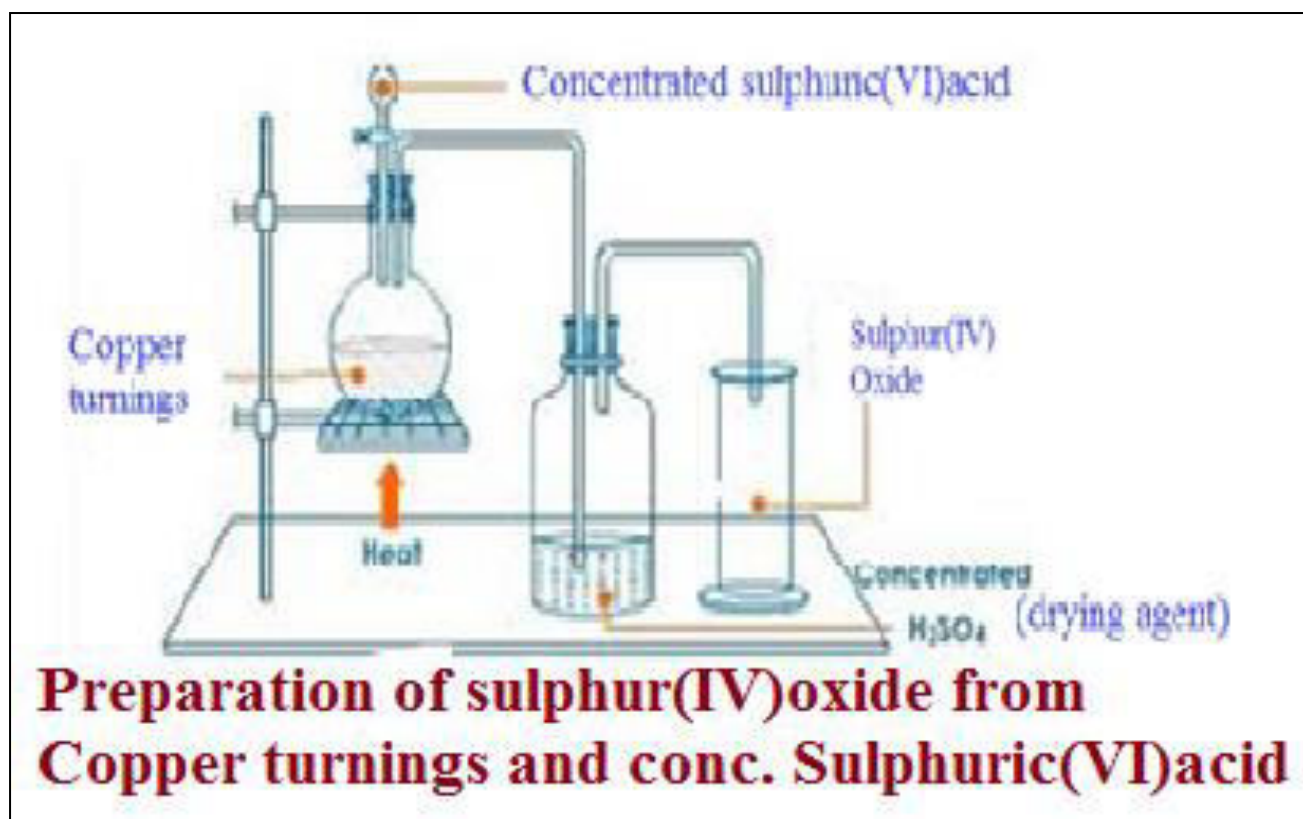 Concentrated sulphuric(VI)acid
Copper
turnings
Sulphur(IV)
Oxide
Heat
Concentrated
H₂SO₄ (drying agent)
Preparation of sulphur(IV)oxide from
Copper turnings and conc. Sulphuric(VI)acid